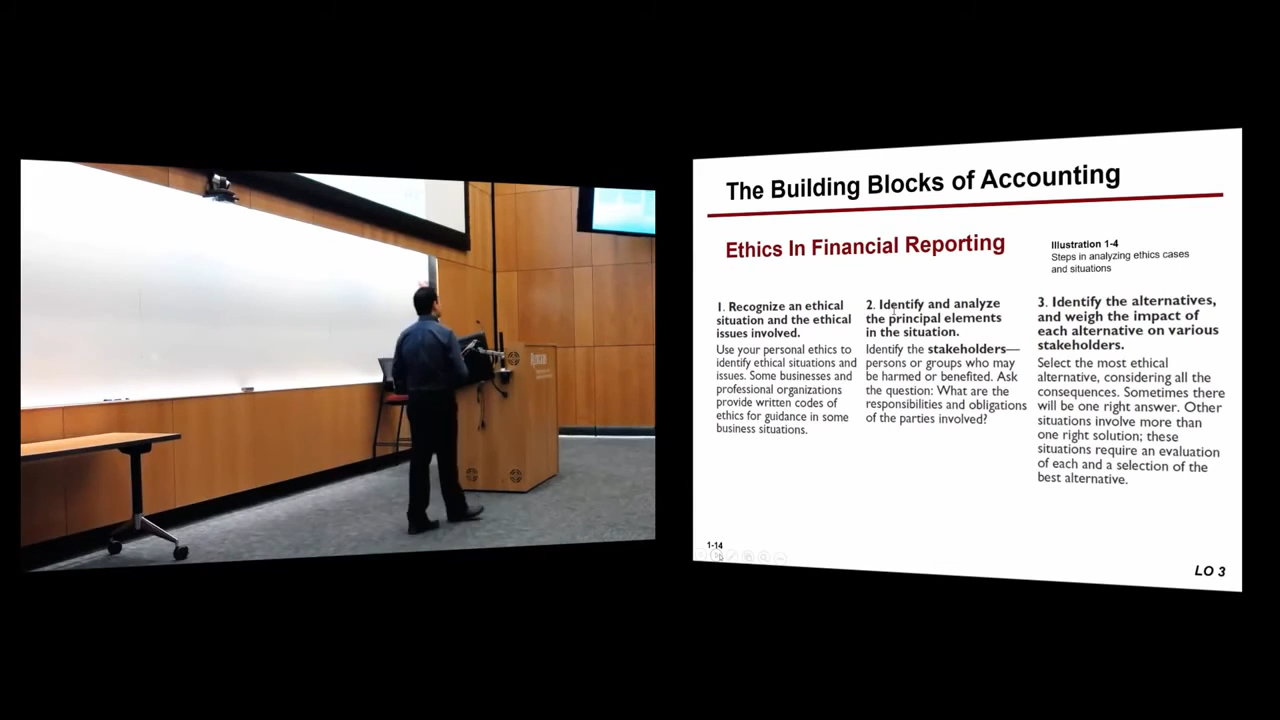 The Building Blocks of Accounting
Ethics In Financial Reporting
Illustration 1-4
Steps in analyzing ethics cases
and situations
1. Recognize an ethical
situation and the ethical
issues involved.
Use your personal ethics to
identify ethical situations and
issues. Some businesses and
professional organizations
provide written codes of
ethics for guidance in some
business situations.
2. Identify and analyze
the principal elements
in the situation.
Identify the stakeholders—
persons or groups who may
be harmed or benefited. Ask
the question: What are the
responsibilities and obligations
of the parties involved?
3. Identify the alternatives,
and weigh the impact of
each alternative on various
stakeholders.
Select the most ethical
alternative, considering all the
consequences. Sometimes there
will be one right answer. Other
situations involve more than
one right solution; these
situations require an evaluation
of each and a selection of the
best alternative.
1-14
LO 3